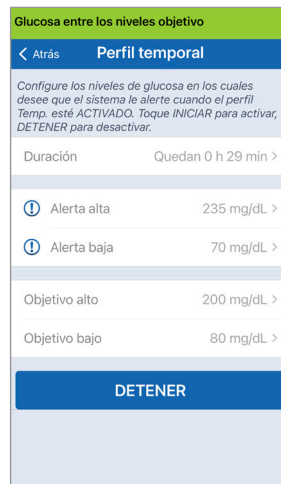 Glucosa entre los niveles objetivo
Atrás Perfil temporal
Configure los niveles de glucosa en los cuales
desee que el sistema le alerte cuando el perfil
Temp. esté ACTIVADO. Toque INICIAR para activar,
DETENER para desactivar.
Duración Quedan 0 h 29 min >
Alerta alta 235 mg/dL >
Alerta baja 70 mg/dL >
Objetivo alto 200 mg/dL >
Objetivo bajo 80 mg/dL >
DETENER